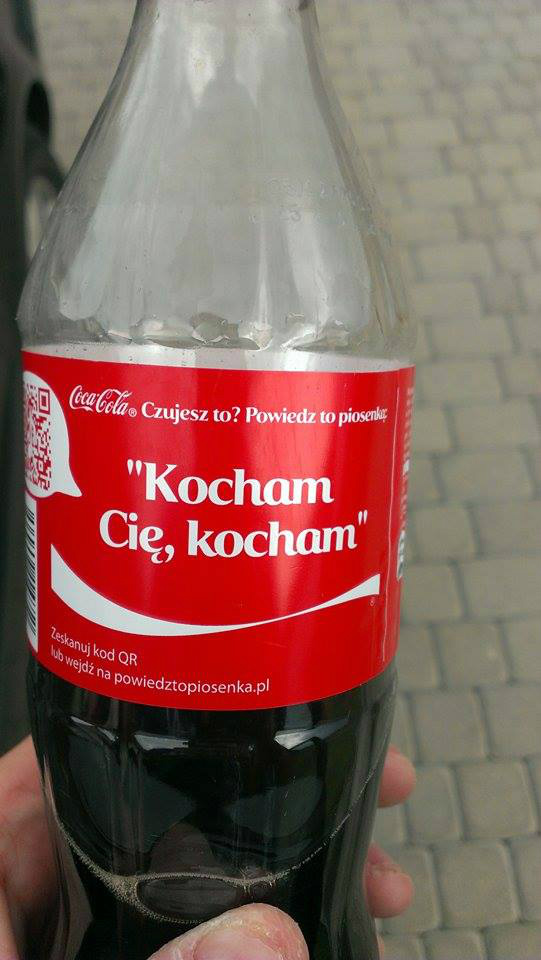 Coca-Cola® Czujesz to? Powiedz to piosenką:
"Kocham
Cię, kocham"
®
Zeskanuj kod QR
lub wejdź na powiedztopiosenka.pl